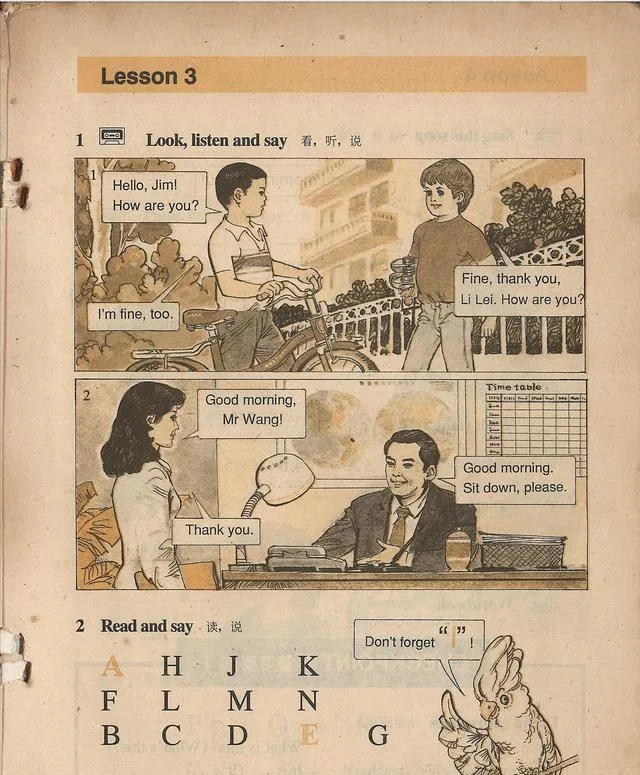 Lesson 3
1 Look, listen and say 看，听，说
1
Hello, Jim!
How are you?
Fine, thank you,
Li Lei. How are you?
I'm fine, too.
2
Good morning,
Mr Wang!
Time table
Good morning.
Sit down, please.
Thank you.
2 Read and say 读，说
Don't forget “I”!
A H J K
F L M N
B C D E G